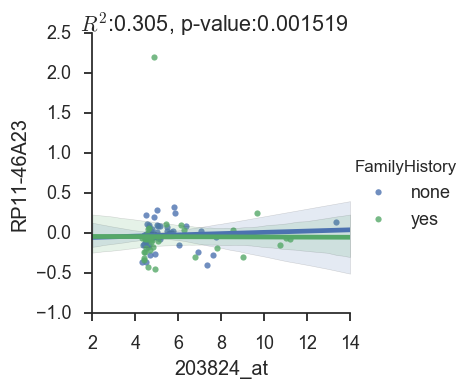 R²:0.305, p-value:0.001519
2.5
2.0
1.5
1.0
0.5
0.0
−0.5
−1.0
RP11-46A23
2 4 6 8 10 12 14
203824_at
FamilyHistory
none
yes